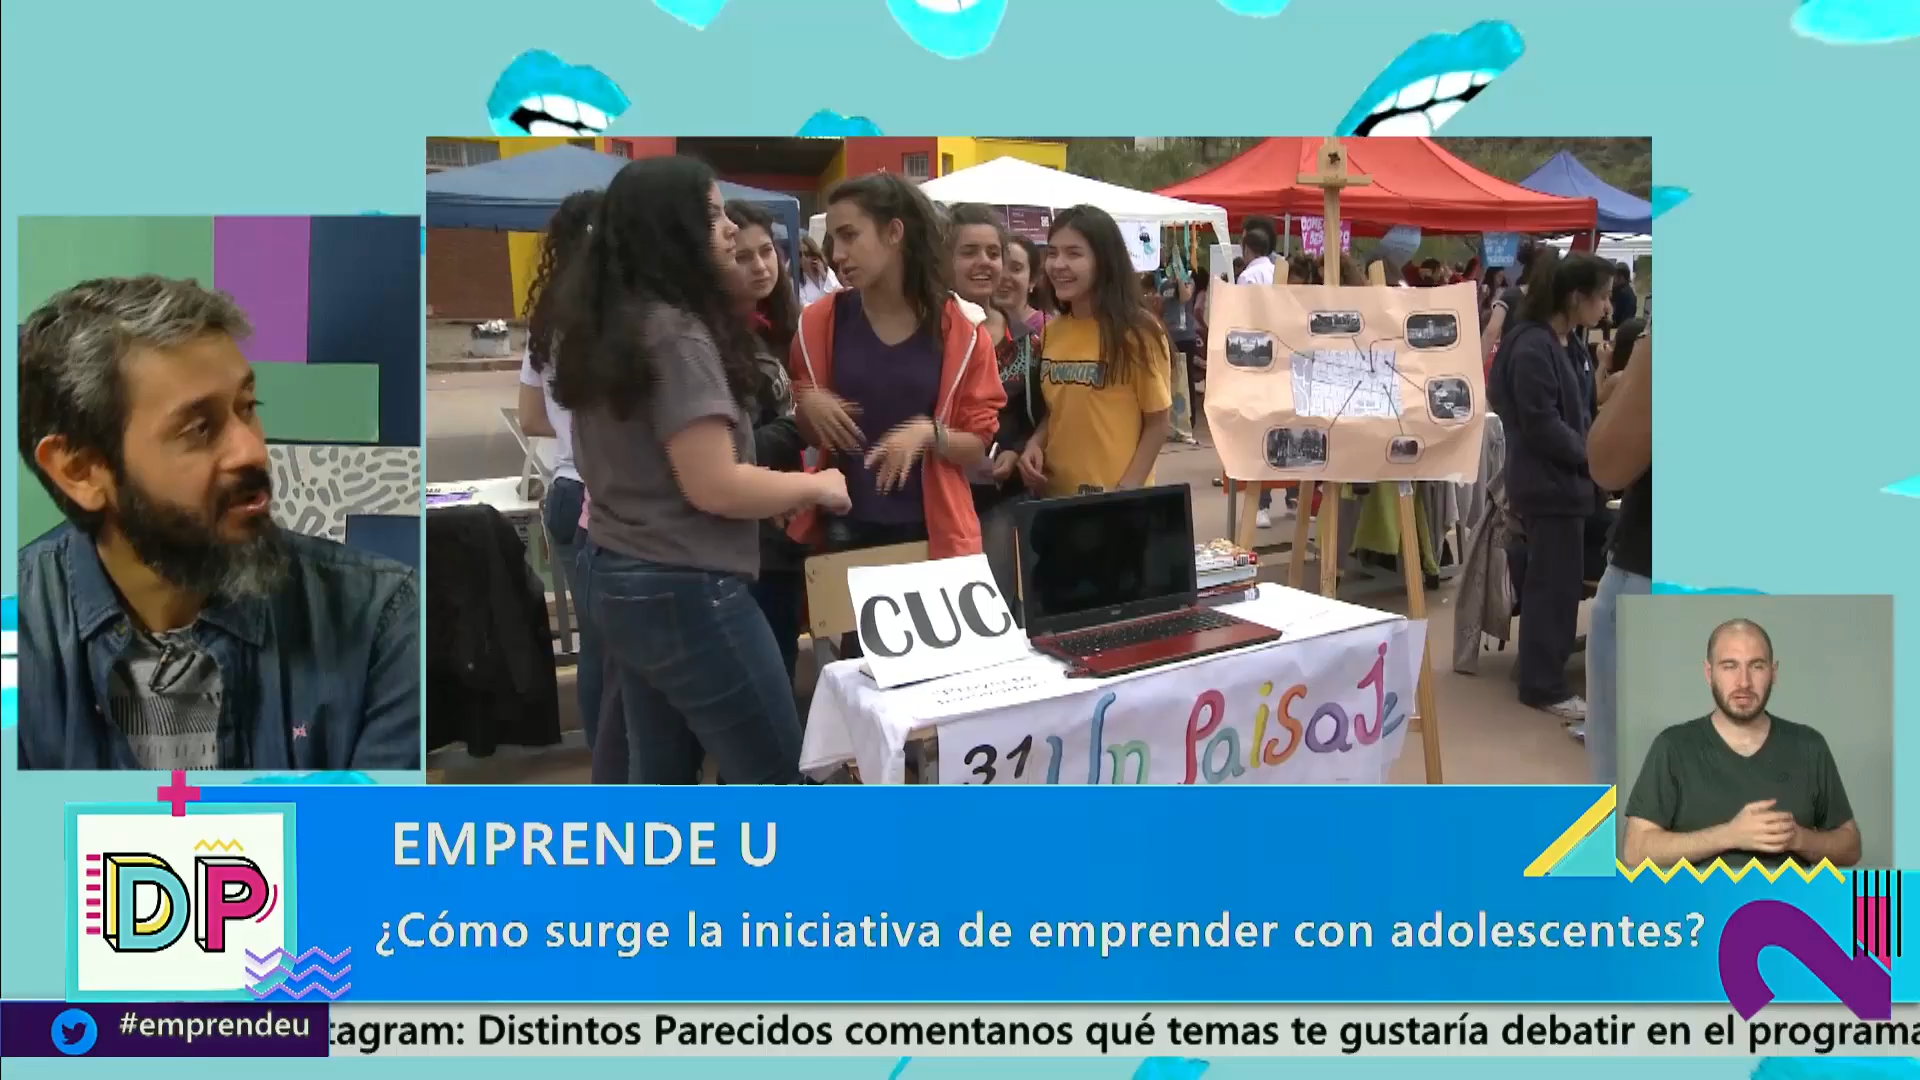 CUC
31 Un Paisaje
EMPRENDE U
¿Cómo surge la iniciativa de emprender con adolescentes?
DP
#emprendeu
tagram: Distintos Parecidos comentanos qué temas te gustaría debatir en el programa